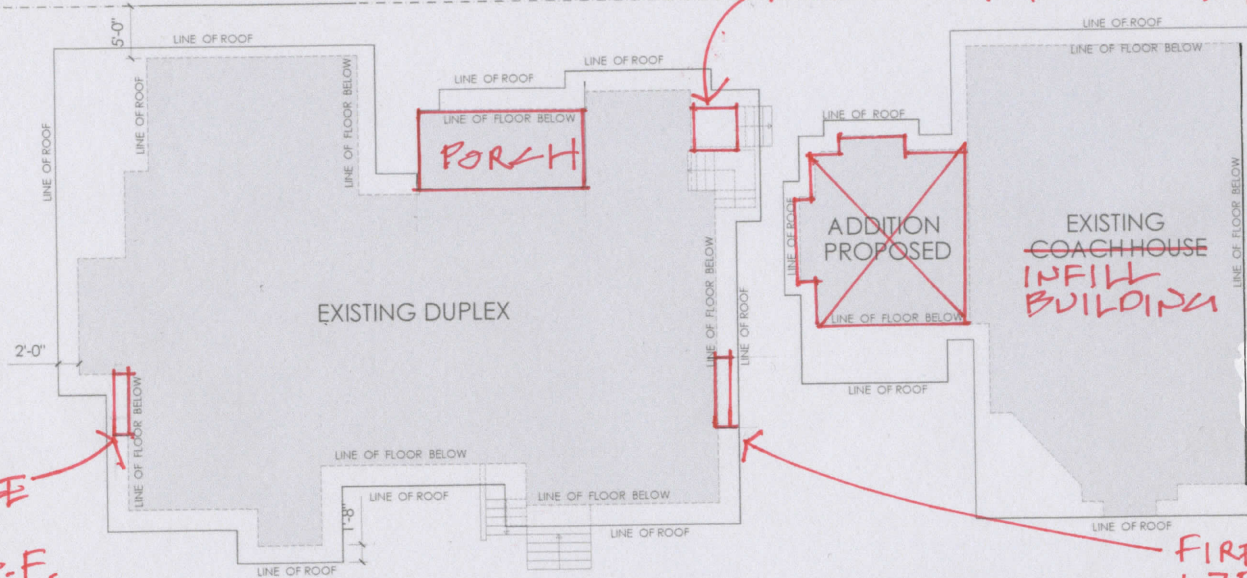 5'-0"
LINE OF ROOF
LINE OF ROOF
LINE OF ROOF
LINE OF FLOOR BELOW
LINE OF ROOF
LINE OF ROOF
LINE OF FLOOR BELOW
PORCH
LINE OF ROOF
LINE OF FLOOR BELOW
LINE OF ROOF
LINE OF FLOOR BELOW
LINE OF ROOF
LINE OF ROOF
ADDITION
PROPOSED
LINE OF FLOOR BELOW
LINE OF ROOF
EXISTING
COACH HOUSE
INFILL
BUILDING
LINE OF FLOOR BELOW
EXISTING DUPLEX
LINE OF FLOOR BELOW
LINE OF ROOF
2'-0"
LINE OF FLOOR BELOW
LINE OF FLOOR BELOW
LINE OF ROOF
1'-8"
LINE OF FLOOR BELOW
LINE OF ROOF
LINE OF ROOF
LINE OF ROOF